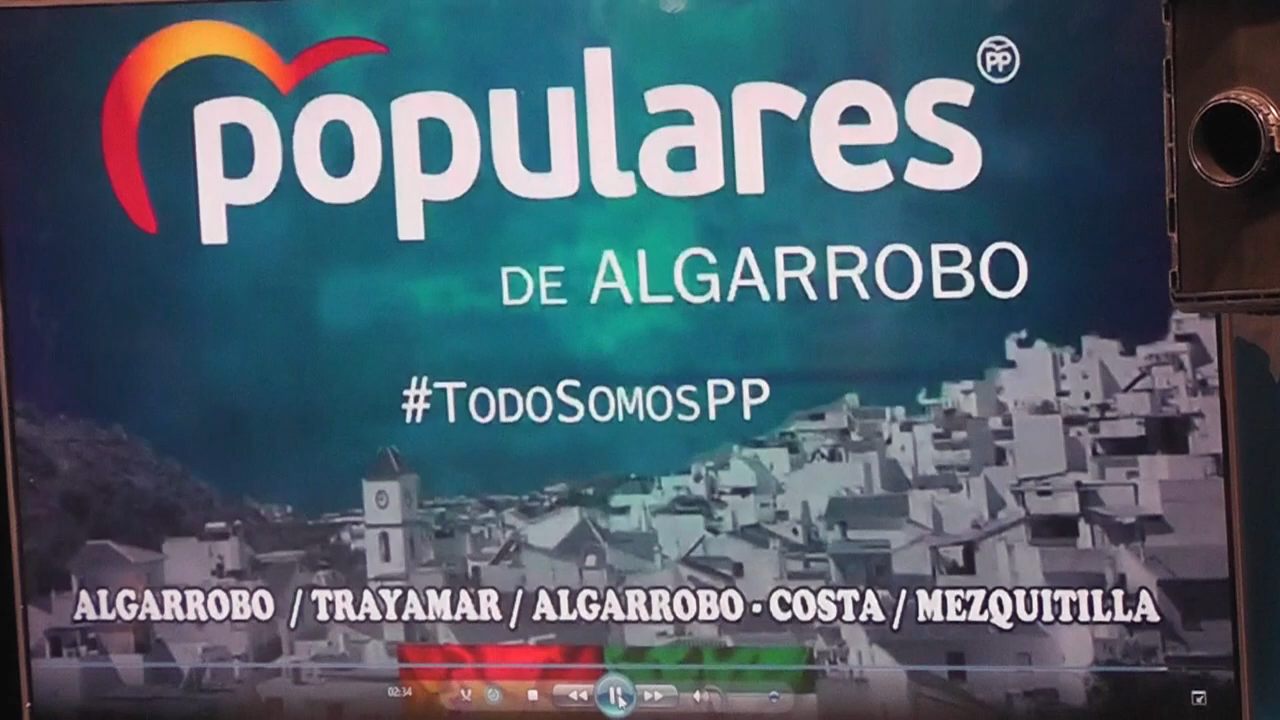 populares PP
DE ALGARROBO
#TODOSOMOSPP
ALGARROBO / TRAYAMAR / ALGARROBO - COSTA / MEZQUITILLA
02:34